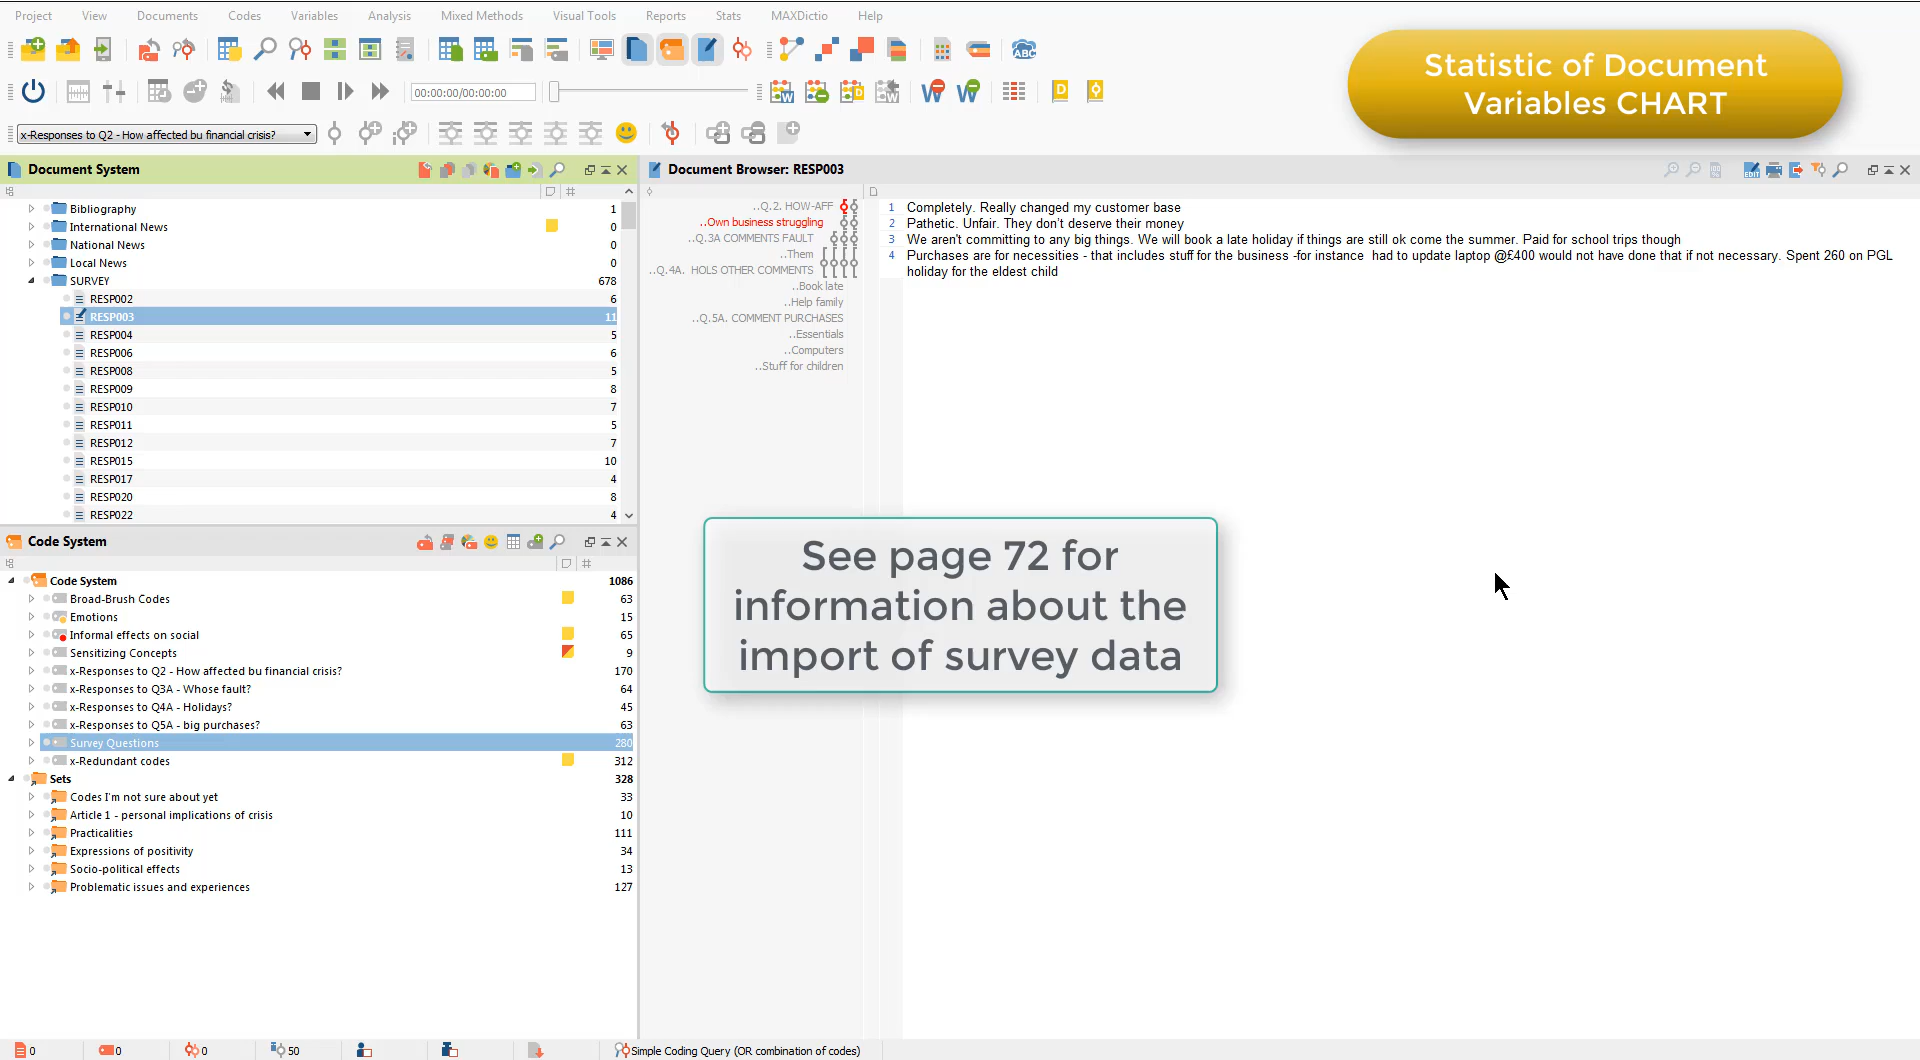 Project View Documents Codes Variables Analysis Mixed Methods Visual Tools Reports Stats MAXDictio Help
Statistic of Document
Variables CHART
00:00:00/00:00:00
x-Responses to Q2 - How affected bu financial crisis?
Document System
Bibliography 1
International News 0
National News 0
Local News 0
SURVEY 678
RESP002 6
RESP003 11
RESP004 5
RESP006 6
RESP008 5
RESP009 8
RESP010 7
RESP011 5
RESP012 7
RESP015 10
RESP017 4
RESP020 8
RESP022 4
Code System
Code System 1086
Broad-Brush Codes 63
Emotions 15
Informal effects on social 65
Sensitizing Concepts 9
x-Responses to Q2 - How affected bu financial crisis? 170
x-Responses to Q3A - Whose fault? 64
x-Responses to Q4A - Holidays? 45
x-Responses to Q5A - big purchases? 63
Survey Questions 280
x-Redundant codes 312
Sets 328
Codes I'm not sure about yet 33
Article 1 - personal implications of crisis 10
Practicalities 111
Expressions of positivity 34
Socio-political effects 13
Problematic issues and experiences 127
Document Browser: RESP003
..Q.2. HOW-AFF
..Own business struggling
..Q.3A COMMENTS FAULT
..Them
..Q.4A. HOLS OTHER COMMENTS
..Book late
..Help family
..Q.5A. COMMENT PURCHASES
..Essentials
..Computers
..Stuff for children
1 Completely. Really changed my customer base
2 Pathetic. Unfair. They don't deserve their money
3 We aren't committing to any big things. We will book a late holiday if things are still ok come the summer. Paid for school trips though
4 Purchases are for necessities - that includes stuff for the business -for instance had to update laptop @£400 would not have done that if not necessary. Spent 260 on PGL
holiday for the eldest child
See page 72 for
information about the
import of survey data
0 0 0 50 Simple Coding Query (OR combination of codes)